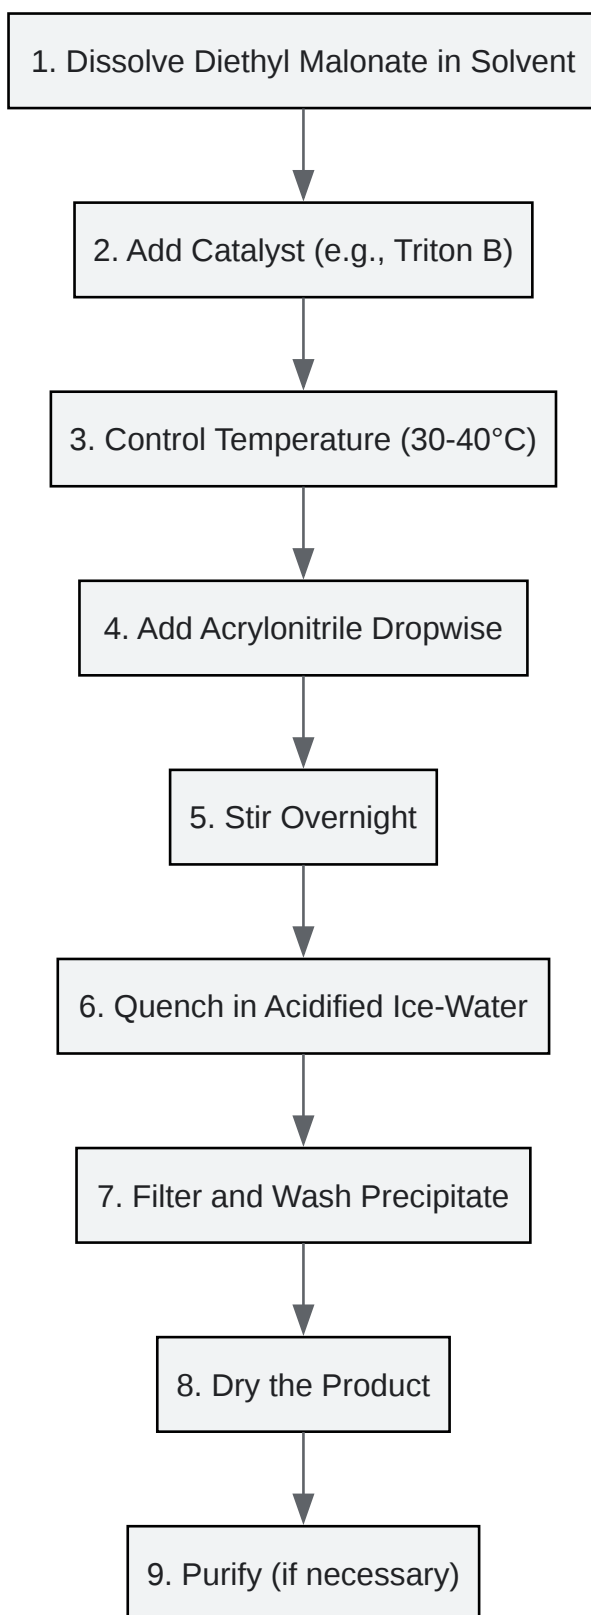 1. Dissolve Diethyl Malonate in Solvent
2. Add Catalyst (e.g., Triton B)
3. Control Temperature (30-40°C)
4. Add Acrylonitrile Dropwise
5. Stir Overnight
6. Quench in Acidified Ice-Water
7. Filter and Wash Precipitate
8. Dry the Product
9. Purify (if necessary)